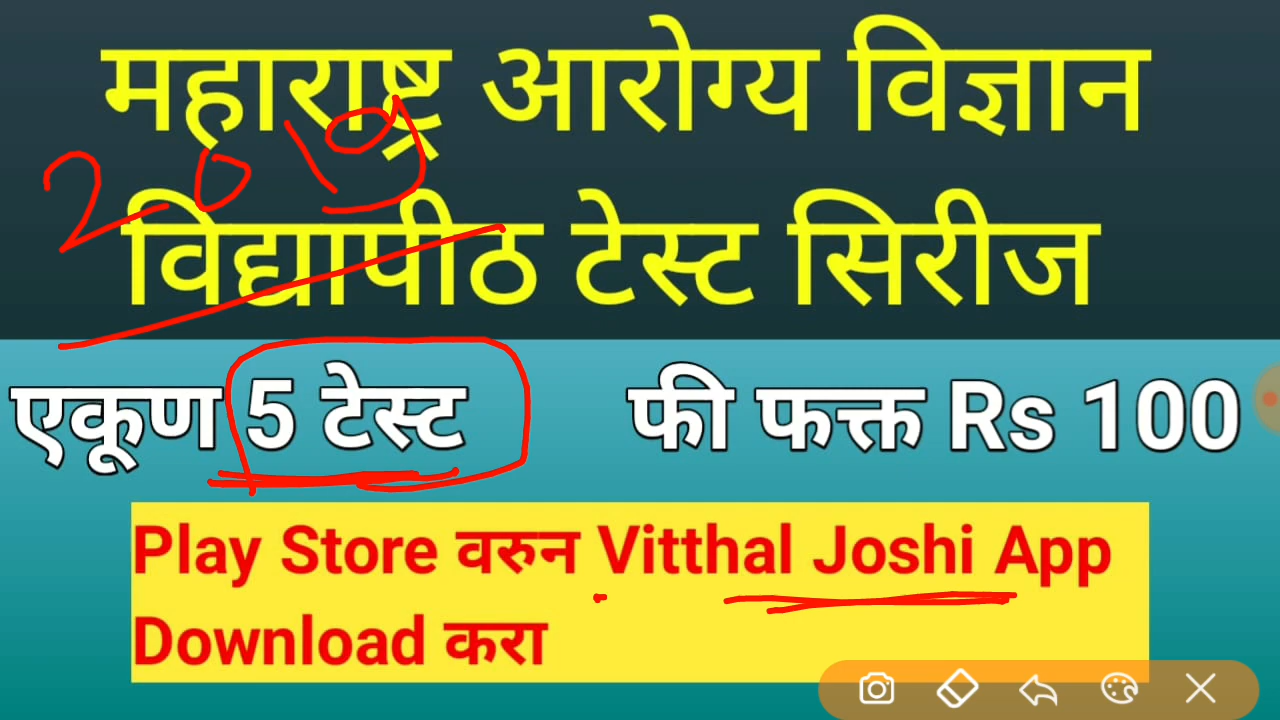 महाराष्ट्र आरोग्य विज्ञान
2019
विद्यापीठ टेस्ट सिरीज
एकूण 5 टेस्ट फी फक्त Rs 100
Play Store वरुन Vitthal Joshi App
Download करा